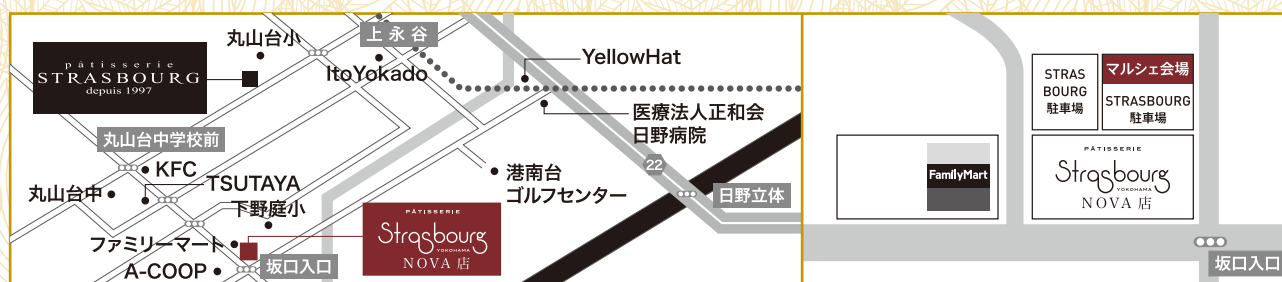 丸山台小
上永谷
pâtisserie
STRASBOURG
depuis 1997
ItoYokado
YellowHat
医療法人正和会
日野病院
丸山台中学校前
KFC
丸山台中
TSUTAYA
下野庭小
港南台
ゴルフセンター
22
日野立体
ファミリーマート
A-COOP
坂口入口
PÂTISSERIE
Strasbourg
YOKOHAMA
NOVA 店
STRAS
BOURG
駐車場
マルシェ会場
STRASBOURG
駐車場
FamilyMart
PÂTISSERIE
Strasbourg
YOKOHAMA
NOVA 店
坂口入口